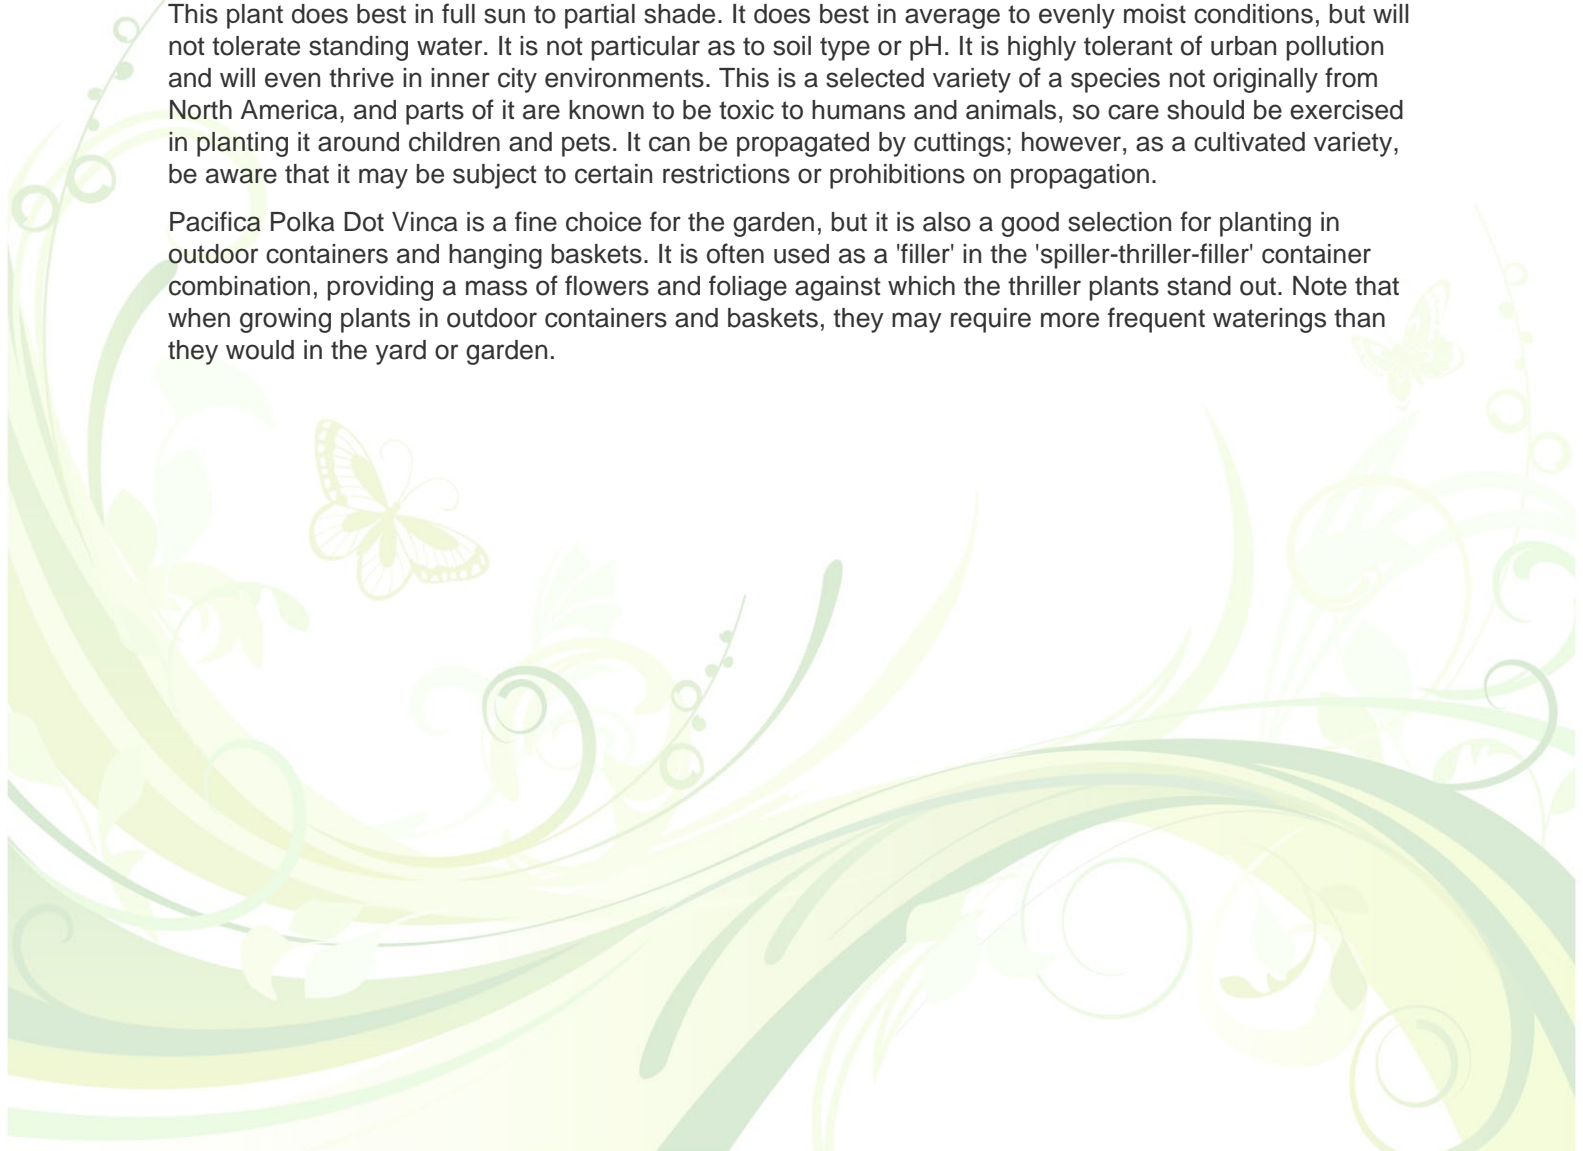 This plant does best in full sun to partial shade. It does best in average to evenly moist conditions, but will
not tolerate standing water. It is not particular as to soil type or pH. It is highly tolerant of urban pollution
and will even thrive in inner city environments. This is a selected variety of a species not originally from
North America, and parts of it are known to be toxic to humans and animals, so care should be exercised
in planting it around children and pets. It can be propagated by cuttings; however, as a cultivated variety,
be aware that it may be subject to certain restrictions or prohibitions on propagation.
Pacifica Polka Dot Vinca is a fine choice for the garden, but it is also a good selection for planting in
outdoor containers and hanging baskets. It is often used as a 'filler' in the 'spiller-thriller-filler' container
combination, providing a mass of flowers and foliage against which the thriller plants stand out. Note that
when growing plants in outdoor containers and baskets, they may require more frequent waterings than
they would in the yard or garden.